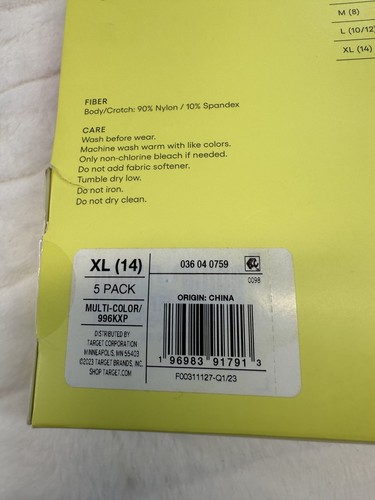 M (8)
L (10/12
XL (14)
FIBER
Body/Crotch: 90% Nylon / 10% Spandex
CARE
Wash before wear.
Machine wash warm with like colors.
Only non-chlorine bleach if needed.
Do not add fabric softener.
Tumble dry low.
Do not iron.
Do not dry clean.
XL (14)
5 PACK
MULTI-COLOR/
996KXP
DISTRIBUTED BY
TARGET CORPORATION
MINNEAPOLIS, MN 55403
©2023 TARGET BRANDS, INC.
SHOP TARGET.COM
036 04 0759
0098
ORIGIN: CHINA
1 96983 91791 3
F00311127-Q1/23